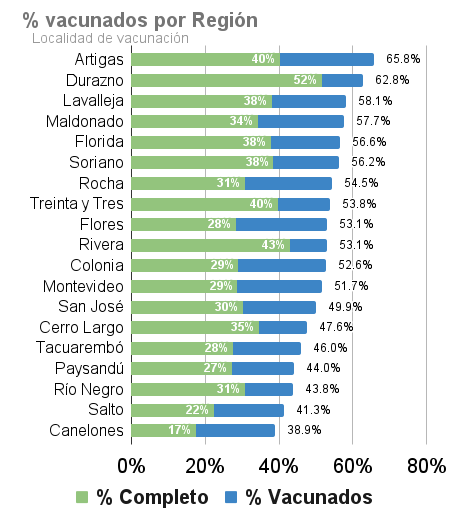 % vacunados por Región
Localidad de vacunación
Artigas 40% 65.8%
Durazno 52% 62.8%
Lavalleja 38% 58.1%
Maldonado 34% 57.7%
Florida 38% 56.6%
Soriano 38% 56.2%
Rocha 31% 54.5%
Treinta y Tres 40% 53.8%
Flores 28% 53.1%
Rivera 43% 53.1%
Colonia 29% 52.6%
Montevideo 29% 51.7%
San José 30% 49.9%
Cerro Largo 35% 47.6%
Tacuarembó 28% 46.0%
Paysandú 27% 44.0%
Río Negro 31% 43.8%
Salto 22% 41.3%
Canelones 17% 38.9%
0% 20% 40% 60% 80%
% Completo % Vacunados